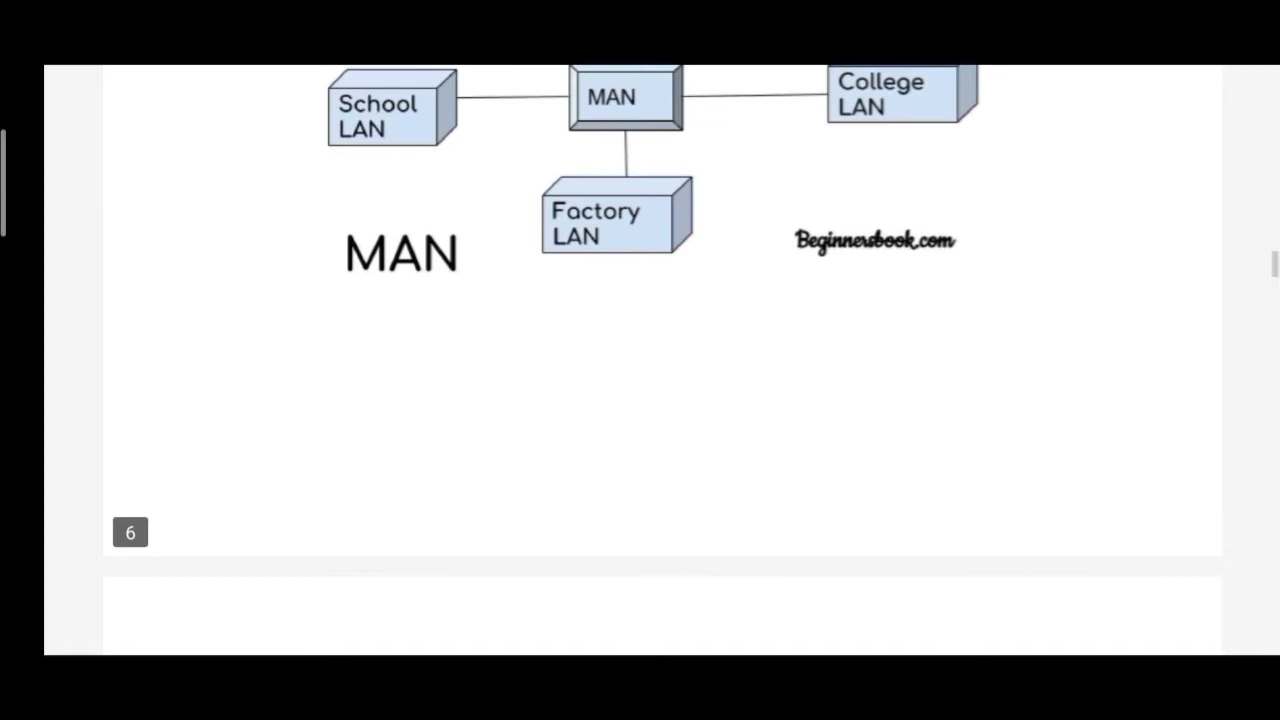 School
LAN
MAN
College
LAN
Factory
LAN
MAN
Beginnersbook.com
6